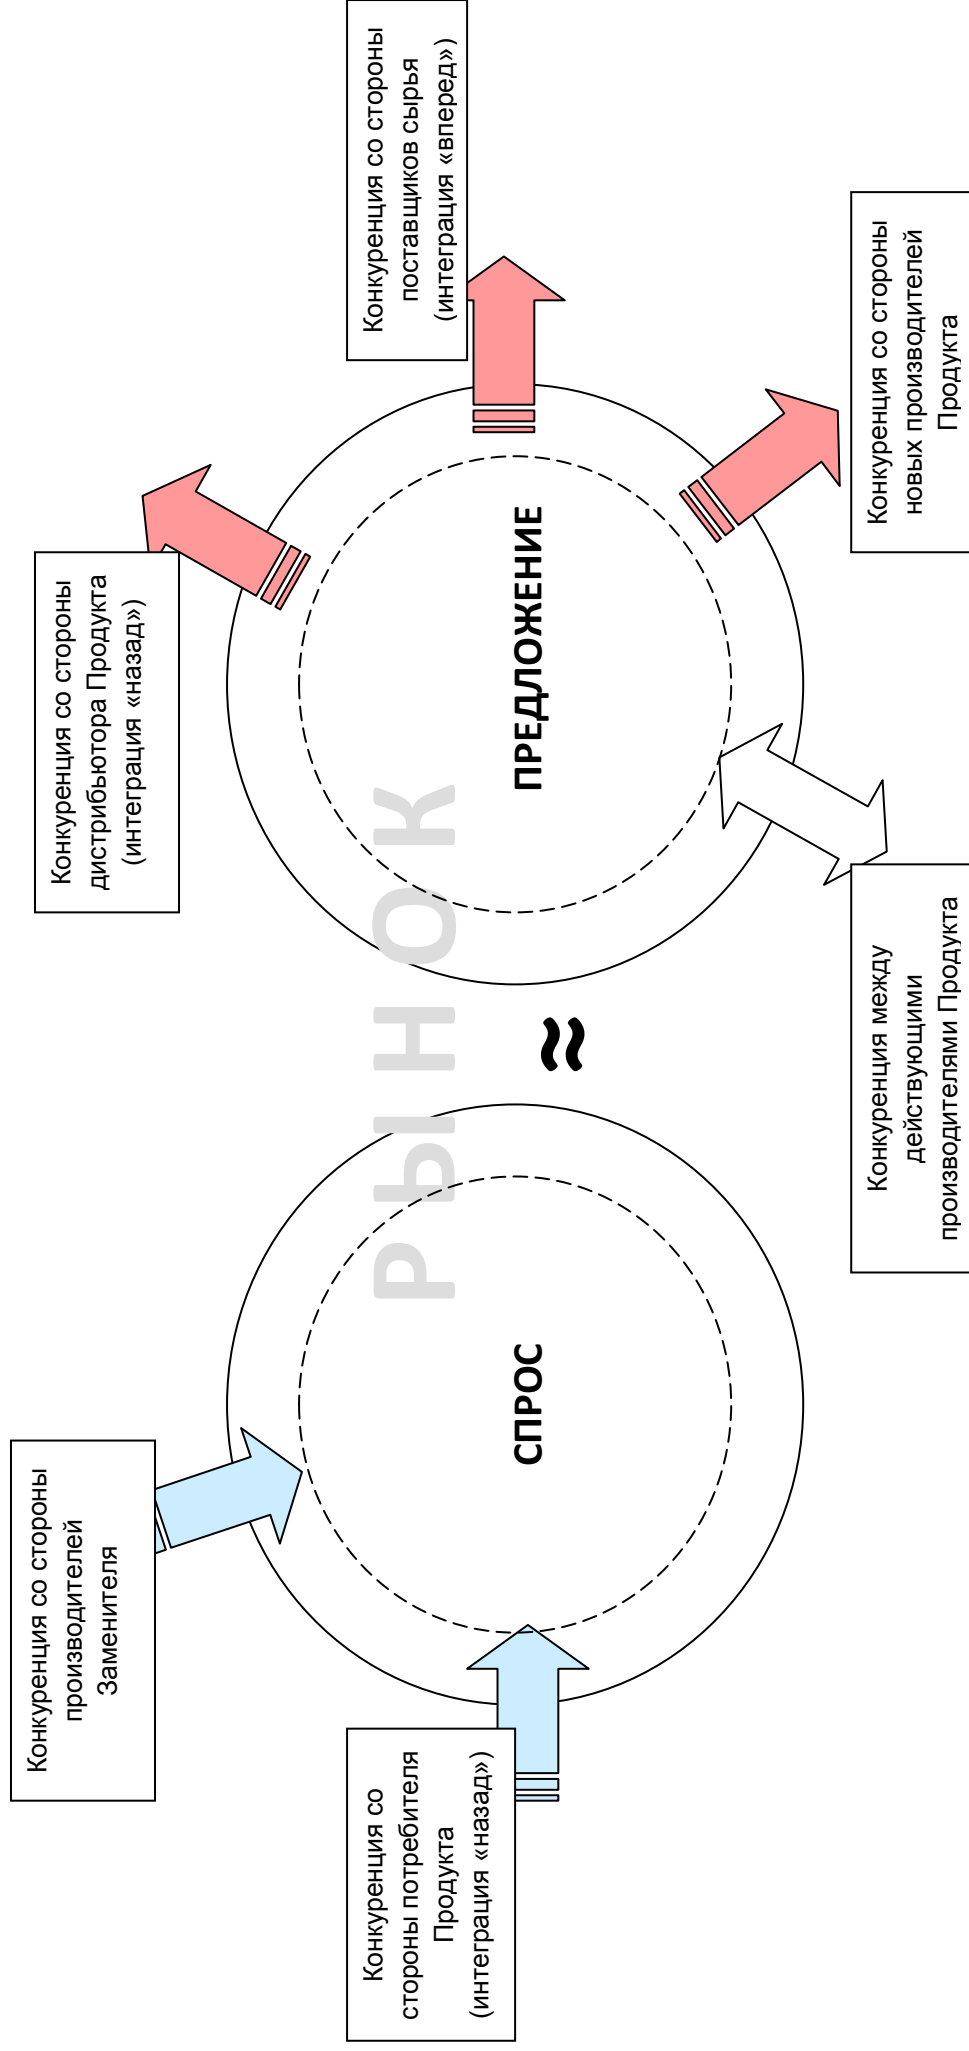 Конкуренция со стороны
производителей
Заменителя
Конкуренция со стороны
дистрибьютора Продукта
(интеграция «назад»)
Конкуренция со
стороны потребителя
Продукта
(интеграция «назад»)
РЫНОК
Конкуренция со стороны
поставщиков сырья
(интеграция «вперед»)
СПРОС
≈
ПРЕДЛОЖЕНИЕ
Конкуренция между
действующими
производителями Продукта
Конкуренция со стороны
новых производителей
Продукта